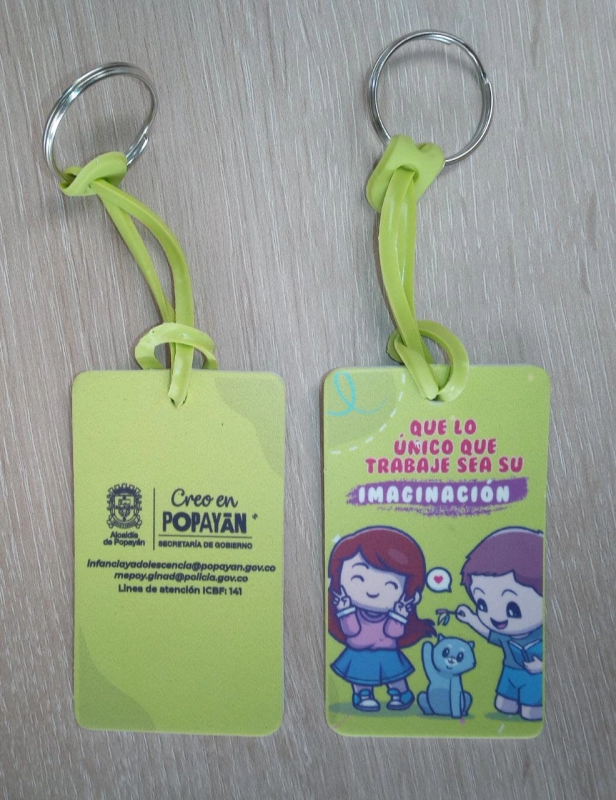 Alcaldía
de Popayán
Creo en
POPAYÁN
SECRETARÍA DE GOBIERNO
infanciayadolescencia@popayan.gov.co
mepoy.ginad@policia.gov.co
Línea de atención ICBF: 141
QUE LO
ÚNICO QUE
TRABAJE SEA SU
IMAGINACIÓN